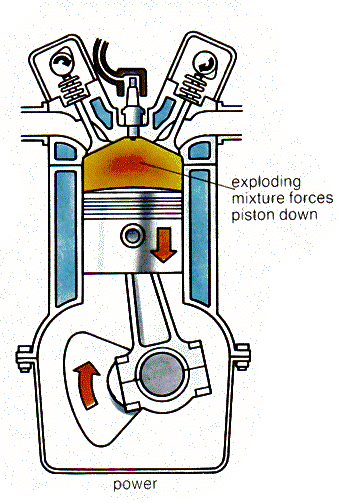 exploding
mixture forces
piston down
power